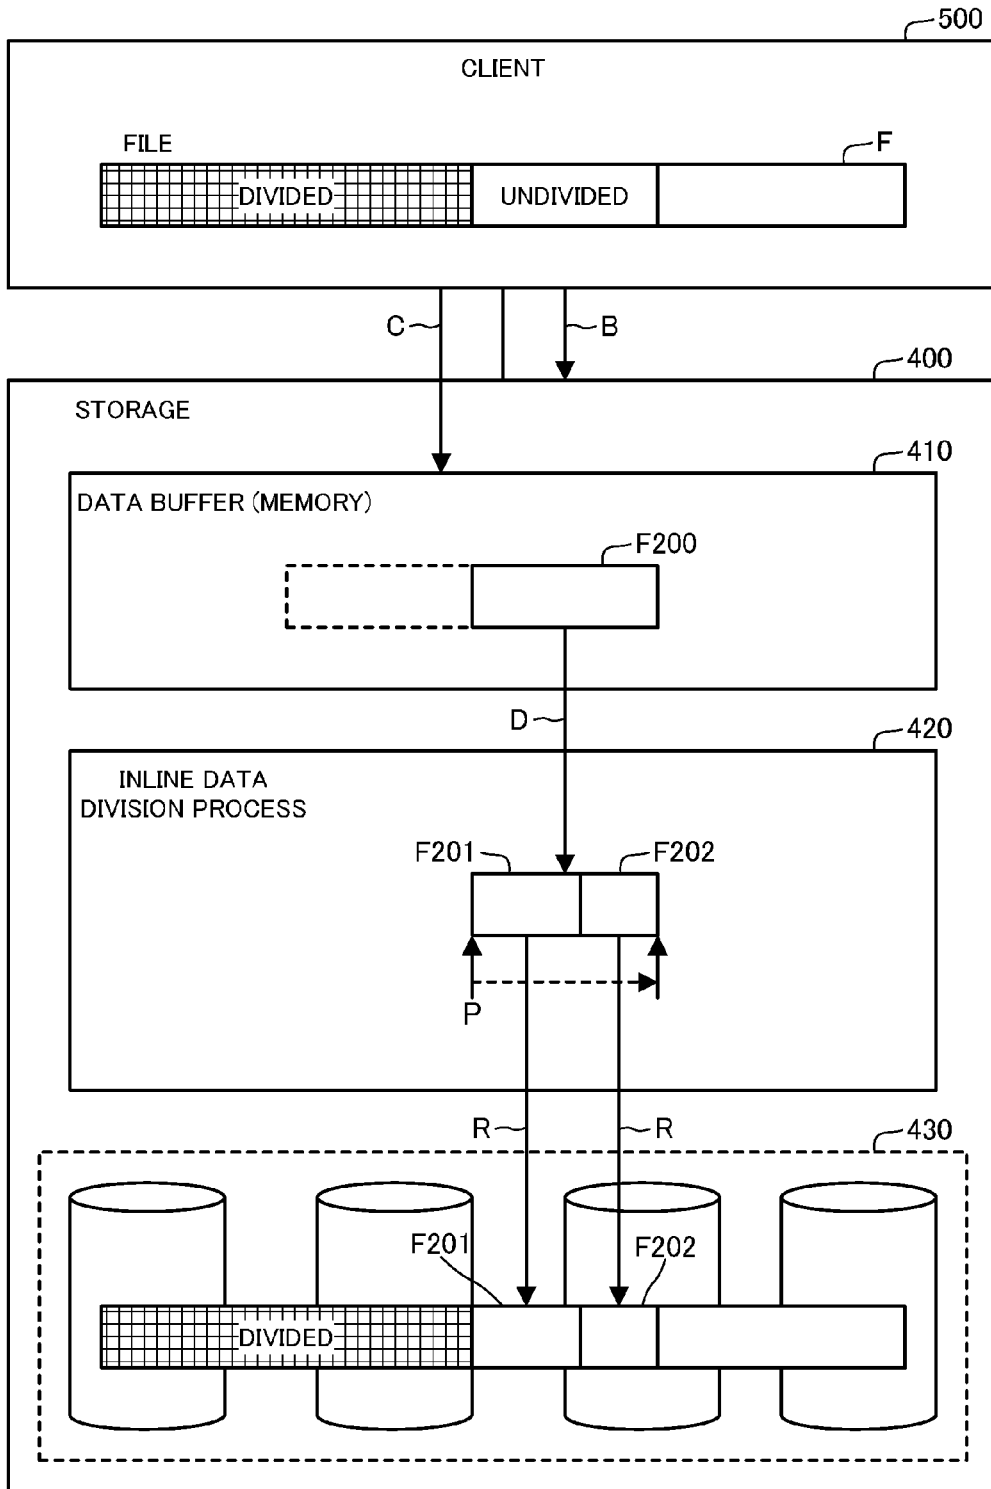 500
CLIENT
FILE
F
DIVIDED
UNDIVIDED
C
B
400
STORAGE
410
DATA BUFFER (MEMORY)
F200
D
420
INLINE DATA
DIVISION PROCESS
F201
F202
P
R
R
430
F201
F202
DIVIDED